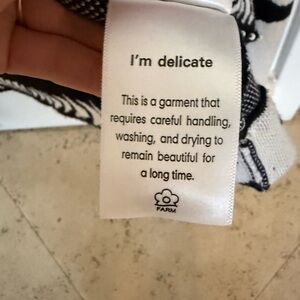 I'm delicate
This is a garment that
requires careful handling,
washing, and drying to
remain beautiful for
a long time.
FARM